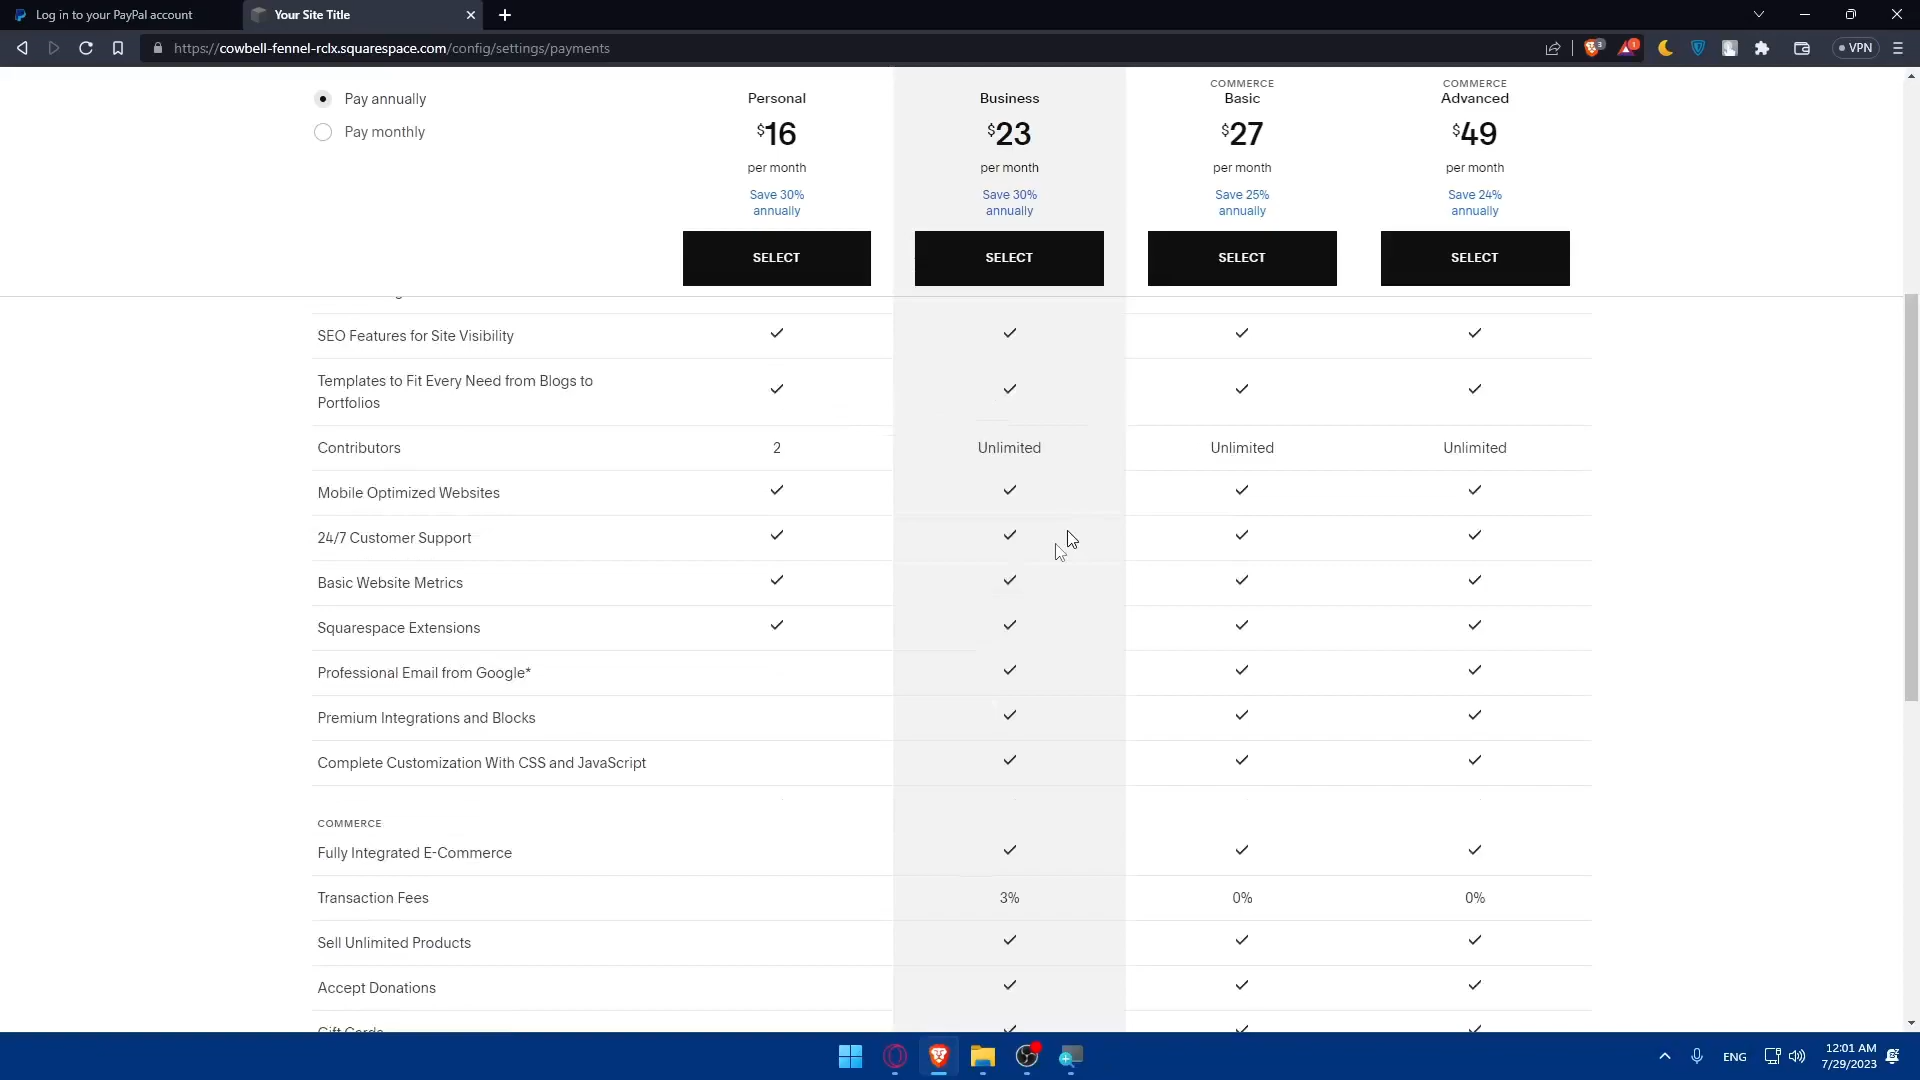 Log in to your PayPal account
Your Site Title
https://cowbell-fennel-rclx.squarespace.com/config/settings/payments
3
1
VPN
Pay annually
Pay monthly
Personal
$16
per month
Save 30%
annually
SELECT
Business
$23
per month
Save 30%
annually
SELECT
COMMERCE
Basic
$27
per month
Save 25%
annually
SELECT
COMMERCE
Advanced
$49
per month
Save 24%
annually
SELECT
SEO Features for Site Visibility
Templates to Fit Every Need from Blogs to
Portfolios
Contributors 2 Unlimited Unlimited Unlimited
Mobile Optimized Websites
24/7 Customer Support
Basic Website Metrics
Squarespace Extensions
Professional Email from Google*
Premium Integrations and Blocks
Complete Customization With CSS and JavaScript
COMMERCE
Fully Integrated E-Commerce
Transaction Fees 3% 0% 0%
Sell Unlimited Products
Accept Donations
Gift Cards
ENG
12:01 AM
7/29/2023